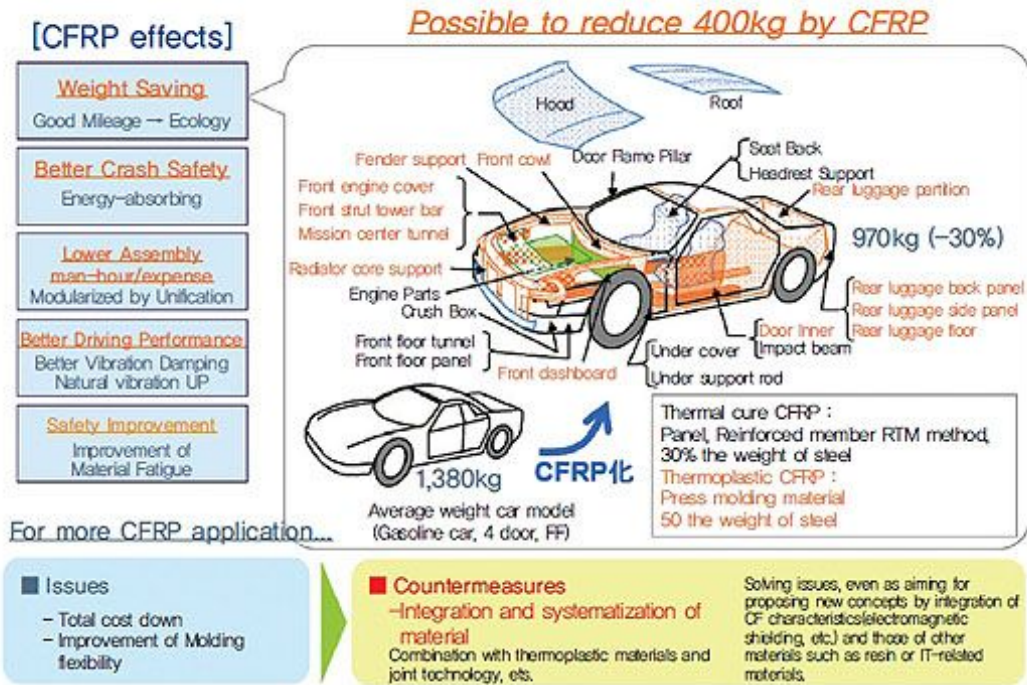 [CFRP effects]
Possible to reduce 400kg by CFRP
Weight Saving
Good Mileage → Ecology
Better Crash Safety
Energy-absorbing
Lower Assembly
man-hour/expense
Modularized by Unification
Better Driving Performance
Better Vibration Damping
Natural vibration UP
Safety Improvement
Improvement of
Material Fatigue
Hood
Roof
Fender support
Front cowl
Door Rame Pillar
Seat Back
Headrest Support
Rear luggage partition
Front engine cover
Front strut tower bar
Mission center tunnel
970kg (-30%)
Radiator core support
Engine Parts
Crush Box
Rear luggage back panel
Rear luggage side panel
Rear luggage floor
Front floor tunnel
Front floor panel
Front dashboard
Door Inner
Impact beam
Under cover
Under support rod
1,380kg
CFRP化
Average weight car model
(Gasoline car, 4 door, FF)
Thermal cure CFRP :
Panel, Reinforced member RTM method,
30% the weight of steel
Thermoplastic CFRP :
Press molding material
50 the weight of steel
For more CFRP application...
■ Issues
- Total cost down
- Improvement of Molding
flexibility
■ Countermeasures
-Integration and systematization of
material
Combination with thermoplastic materials and
joint technology, ets.
Solving issues, even as aiming for
proposing new concepts by integration of
CF characteristics(electromagnetic
shielding, etc.) and those of other
materials such as resin or IT-related
materials.